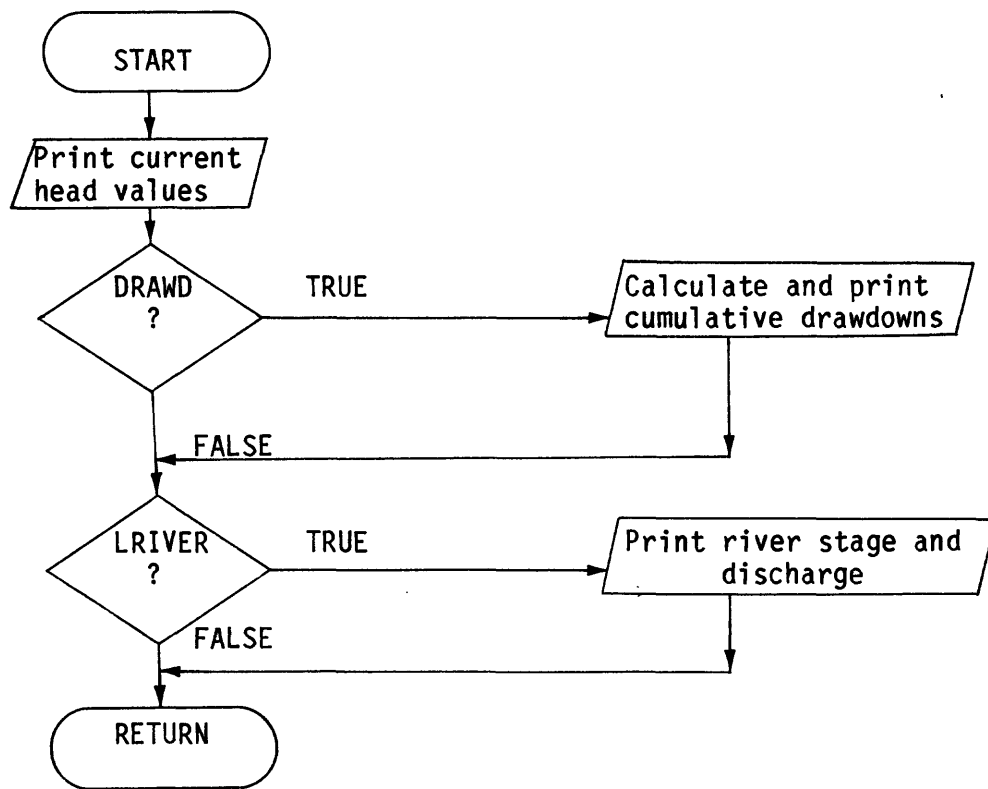 START
Print current
head values
DRAWD
?
TRUE
Calculate and print
cumulative drawdowns
FALSE
LRIVER
?
TRUE
Print river stage and
discharge
FALSE
RETURN